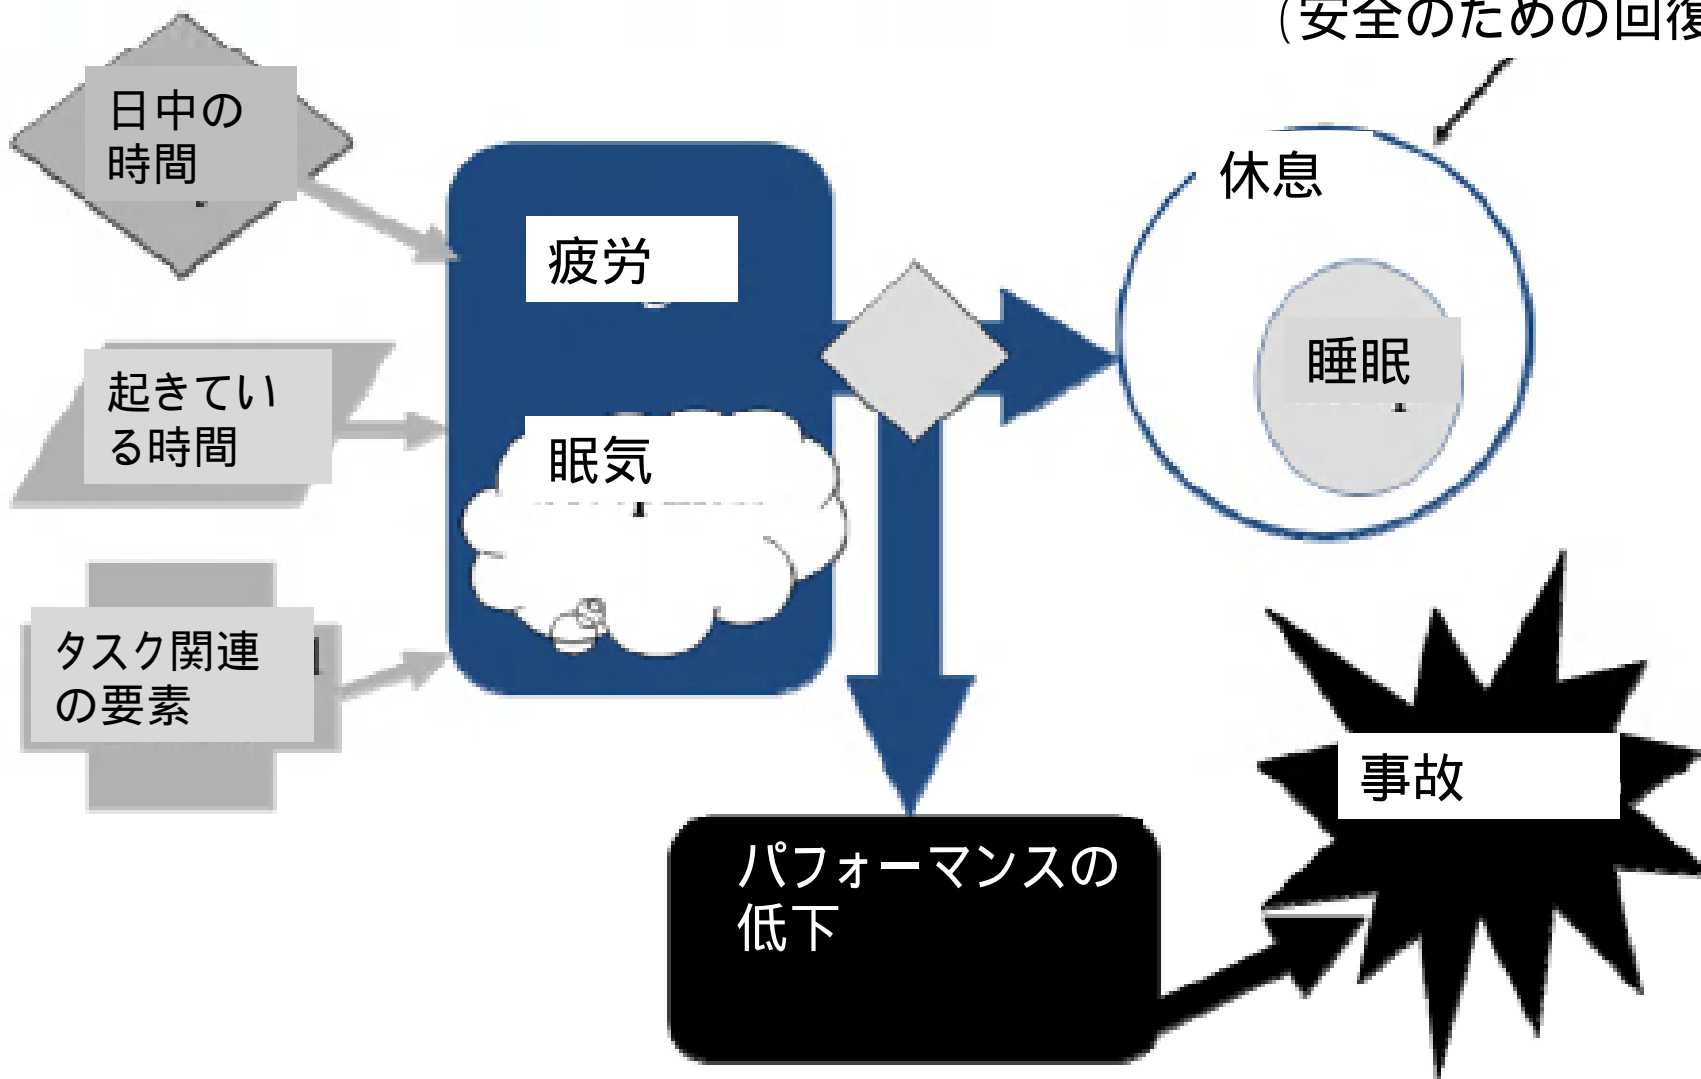 （安全のための回復
日中の
時間
休息
疲労
睡眠
起きてい
る時間
眠気
タスク関連
の要素
事故
パフォーマンスの
低下